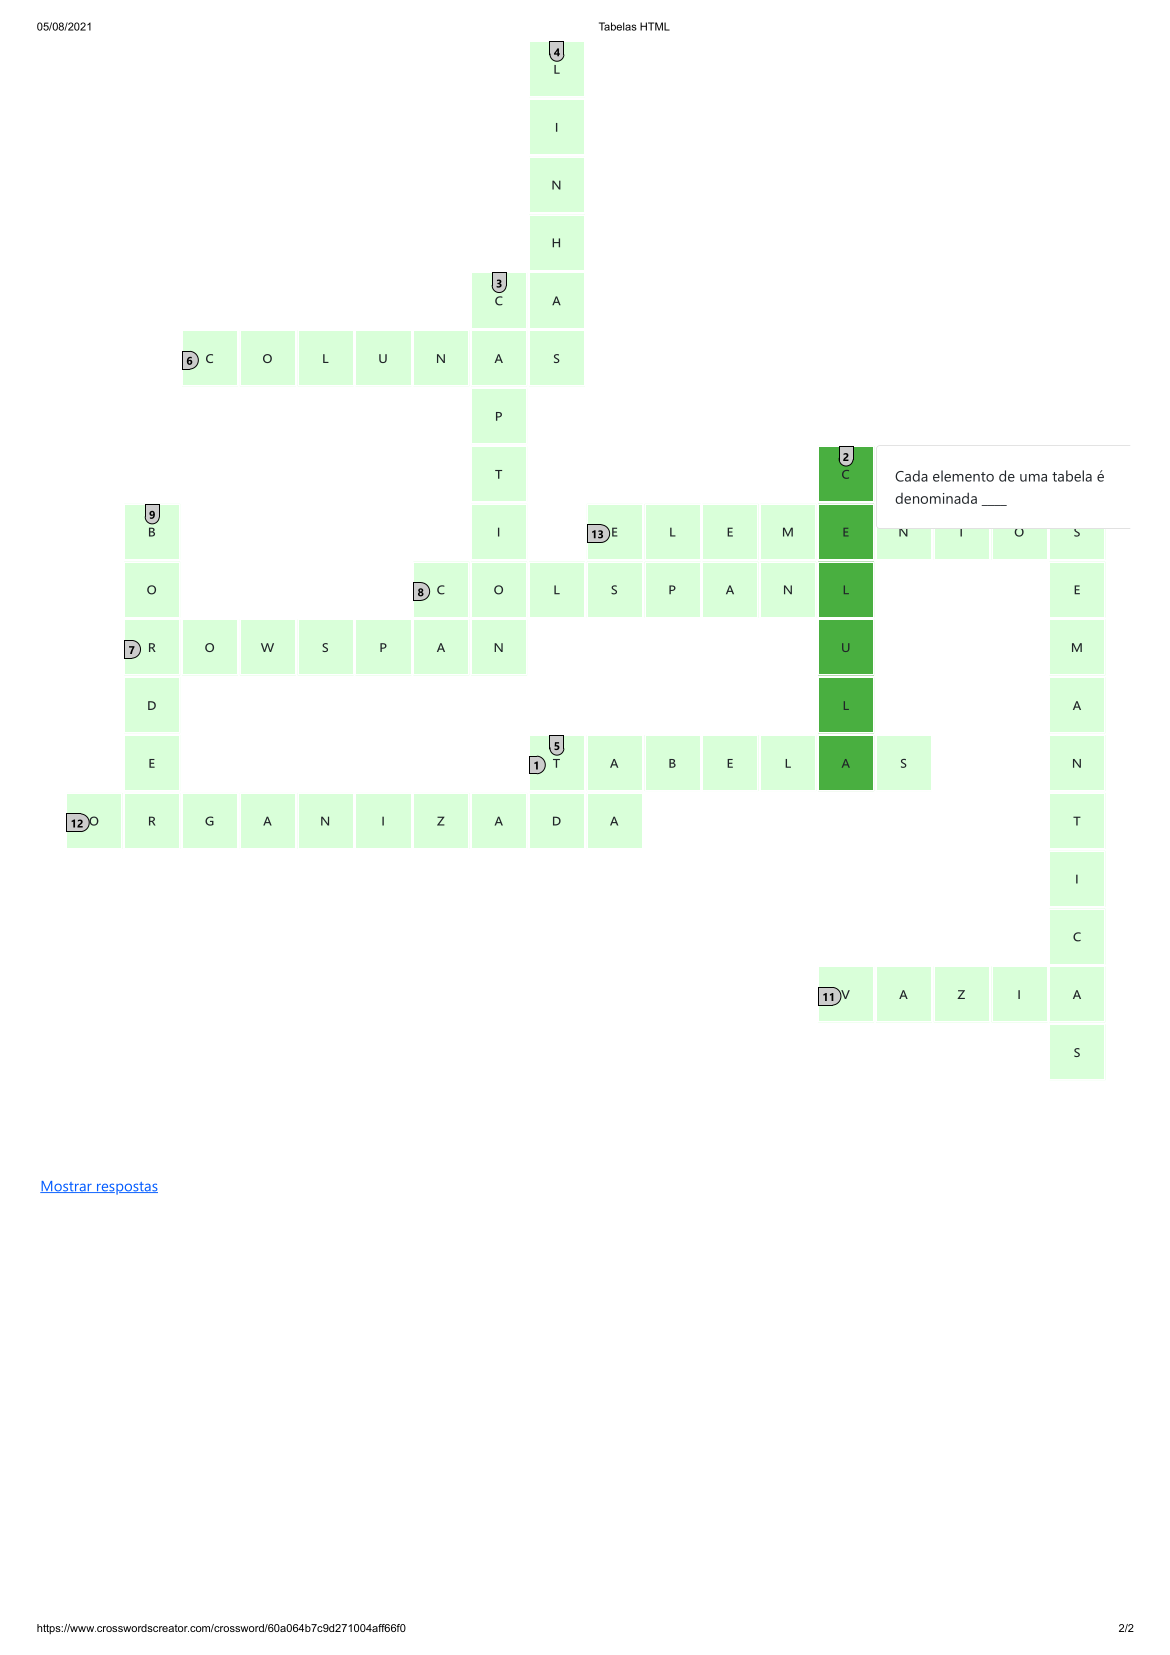 05/08/2021 Tabelas HTML
4
L
I
N
H
3
C A
6 C O L U N A S
P
2
T C
Cada elemento de uma tabela é
denominada ___
9
B I 13 E L E M E N T O S
O 8 C O L S P A N L E
7 R O W S P A N U M
D L A
5
E 1 T A B E L A S N
12 O R G A N I Z A D A T
I
C
11 V A Z I A
S
Mostrar respostas
https://www.crosswordscreator.com/crossword/60a064b7c9d271004aff66f0 2/2